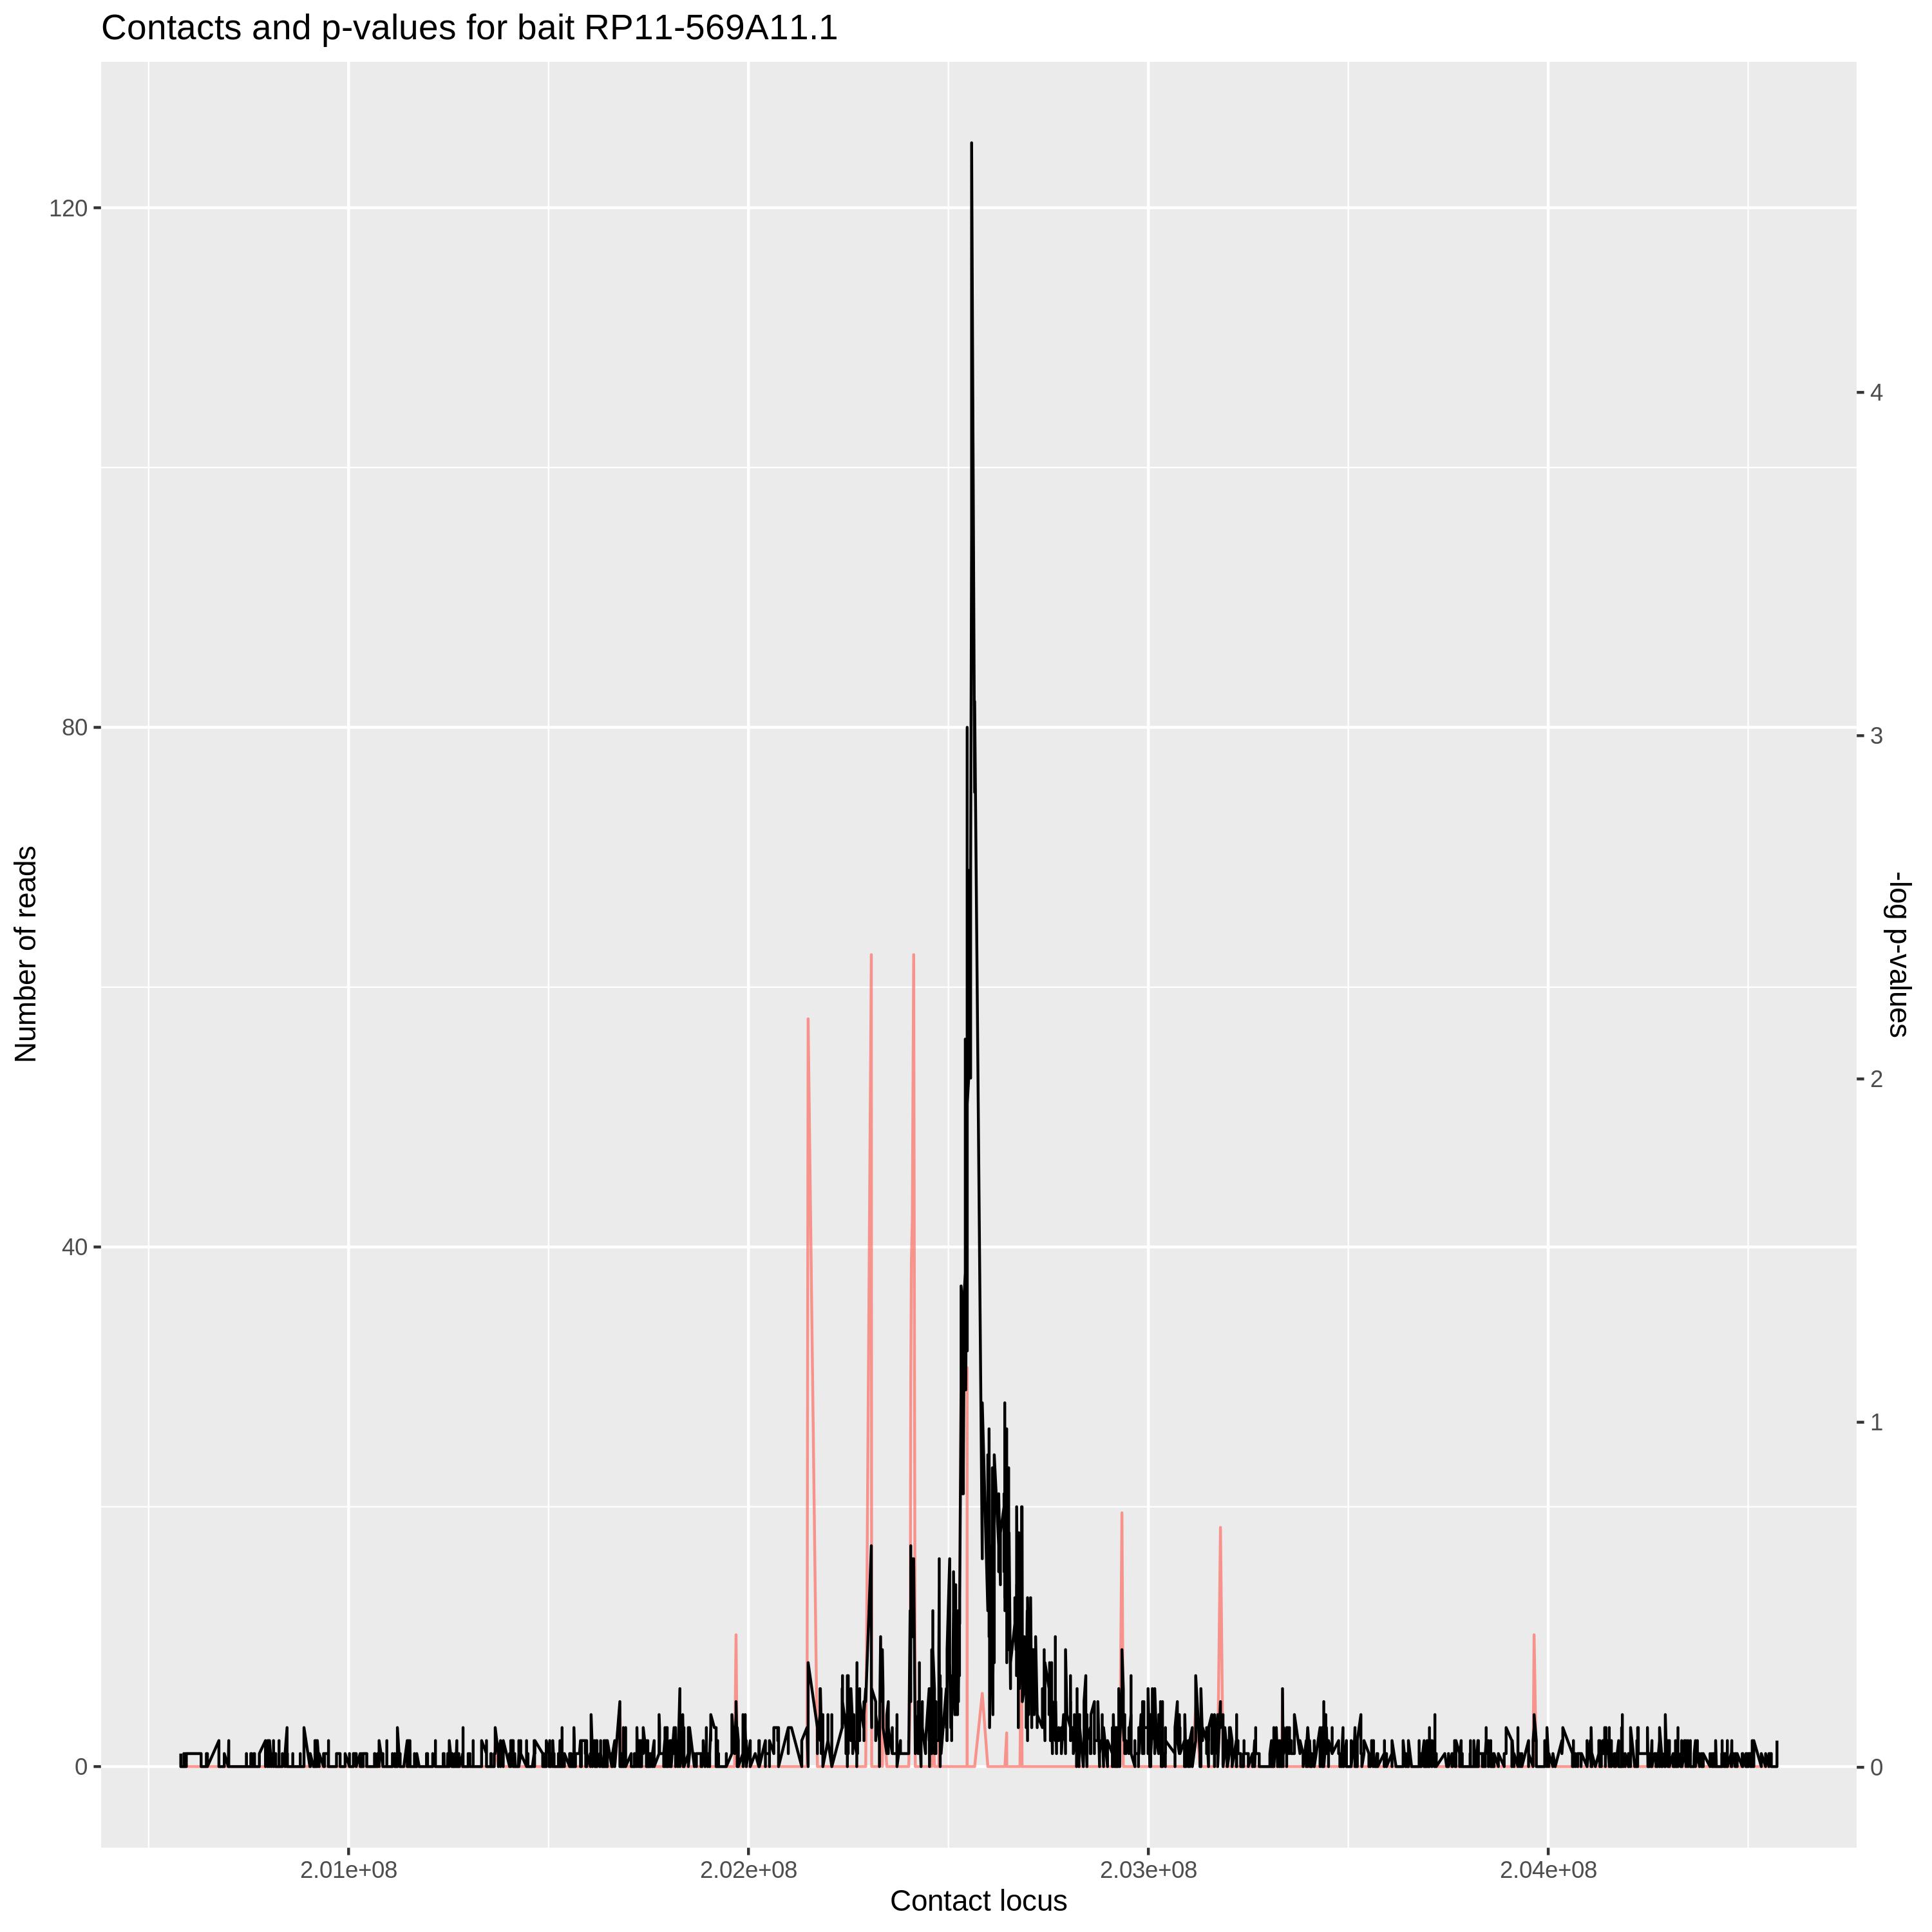 Contacts and p-values for bait RP11-569A11.1
120
80
40
0
Number of reads
4
3
2
1
0
-log p-values
2.01e+08
2.02e+08
2.03e+08
2.04e+08
Contact locus